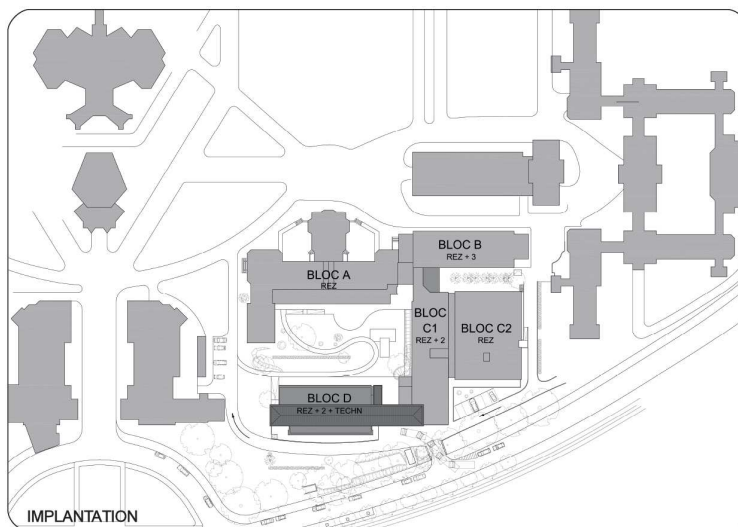 BLOC B
REZ + 3
BLOC A
REZ
BLOC
C1
REZ + 2
BLOC C2
REZ
BLOC D
REZ + 2 + TECHN
IMPLANTATION